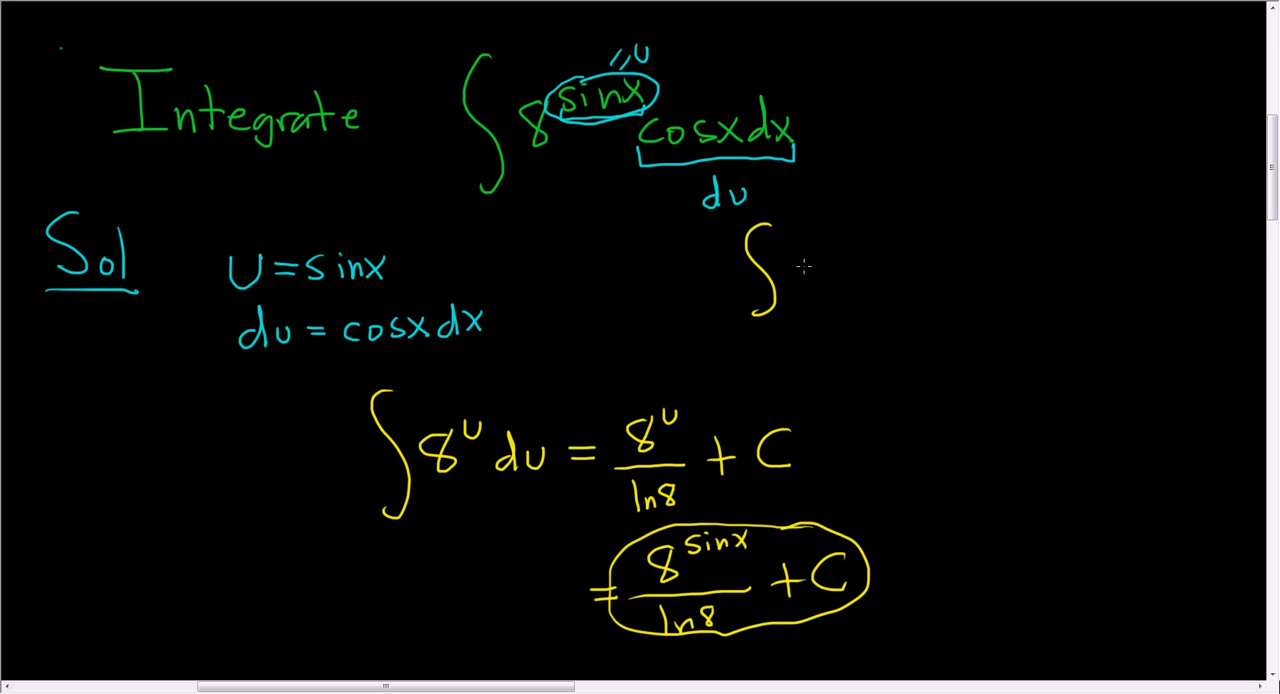 Integrate ∫ 8^sinx cosx dx
= u
du
Sol u = sinx
du = cosx dx
∫
∫ 8^u du = 8^u / ln8 + C
= 8^sinx / ln8 + C